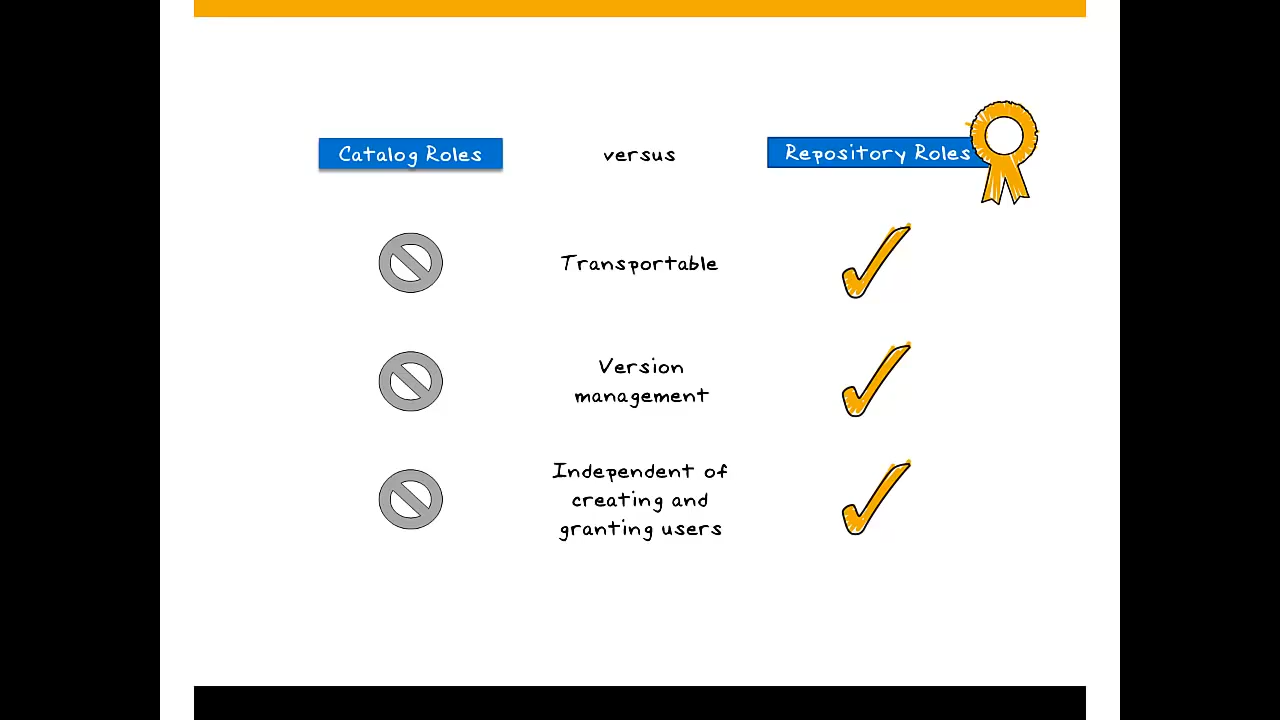 Catalog Roles
versus
Repository Roles
Transportable
Version
management
Independent of
creating and
granting users